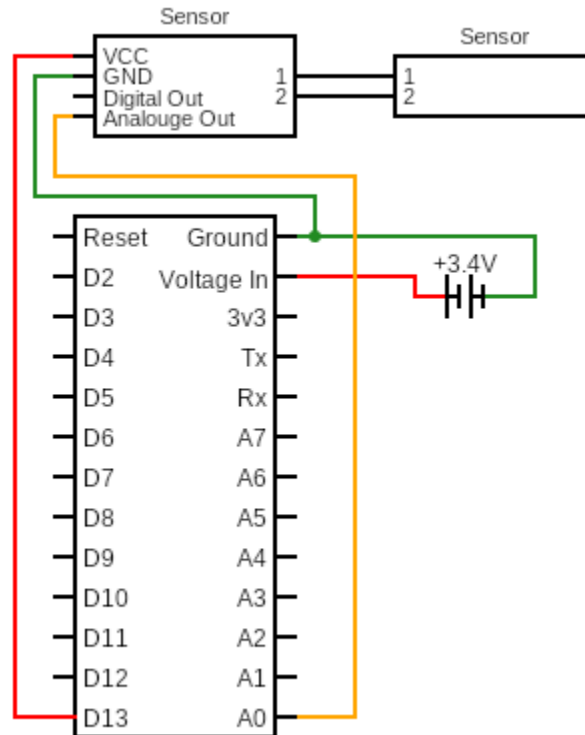 Sensor
Sensor
VCC
GND
Digital Out
Analouge Out
1
2
1
2
Reset
Ground
+3.4V
D2
Voltage In
D3
3v3
D4
Tx
D5
Rx
D6
A7
D7
A6
D8
A5
D9
A4
D10
A3
D11
A2
D12
A1
D13
A0